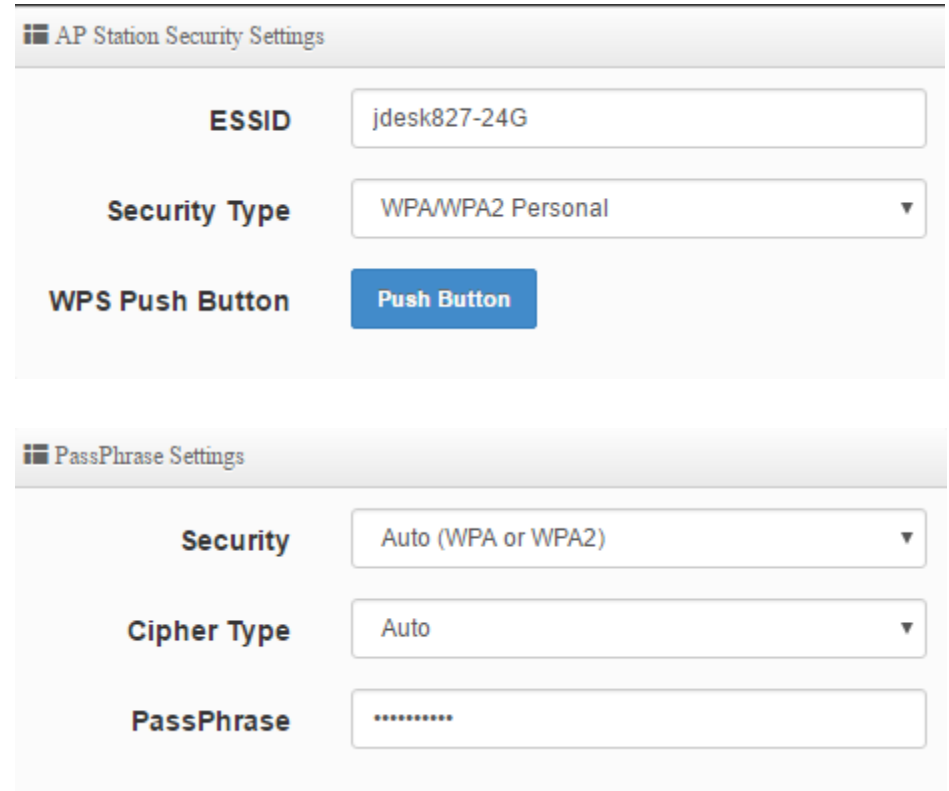 AP Station Security Settings
ESSID jdesk827-24G
Security Type WPA/WPA2 Personal
WPS Push Button Push Button
PassPhrase Settings
Security Auto (WPA or WPA2)
Cipher Type Auto
PassPhrase ••••••••••